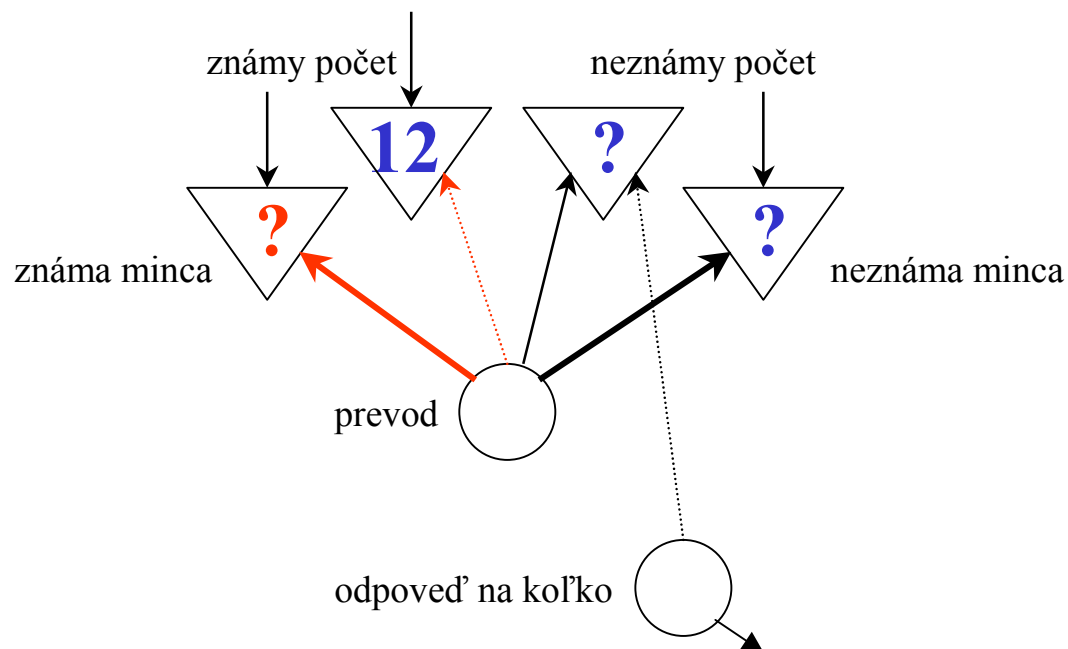 známy počet
neznámy počet
12
?
?
?
známa minca
neznáma minca
prevod
odpoveď na koľko